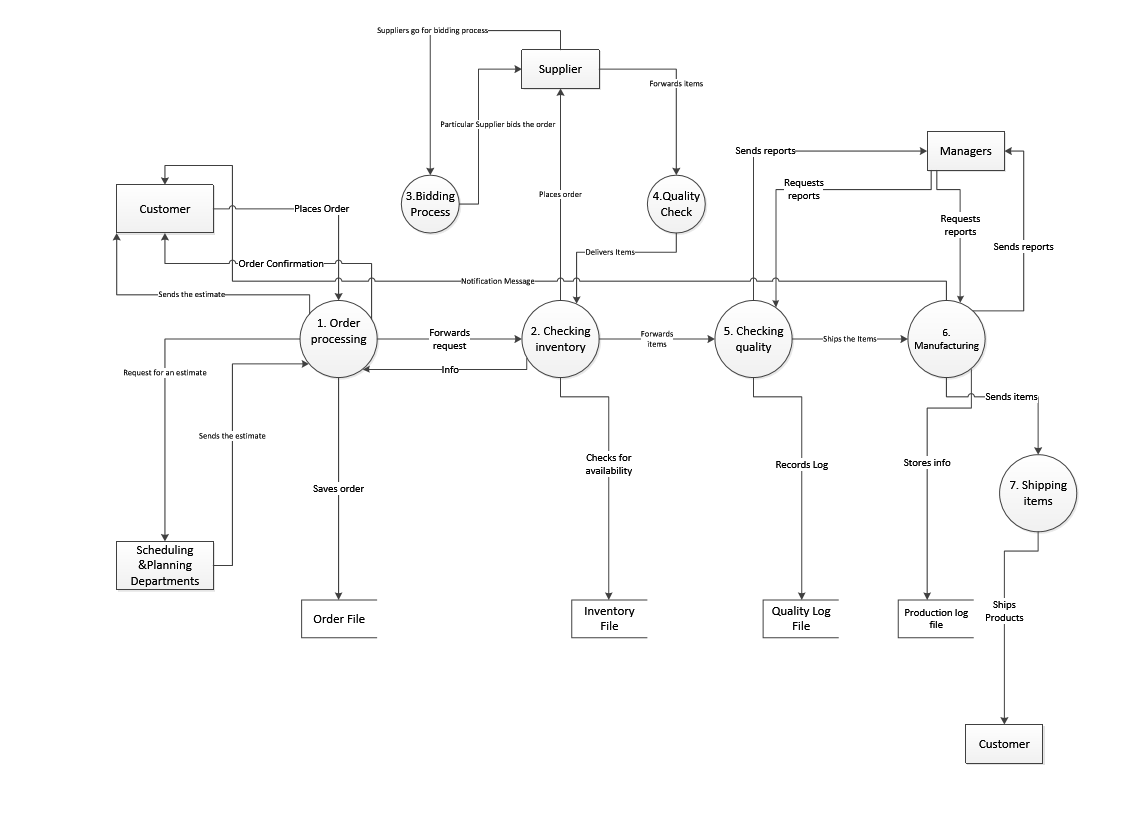 Suppliers go for bidding process
Supplier
Forwards items
Particular Supplier bids the order
Sends reports
Managers
Customer
Places Order
3.Bidding
Process
Places order
4.Quality
Check
Requests
reports
Requests
reports
Sends reports
Order Confirmation
Delivers Items
Notification Message
Sends the estimate
1. Order
processing
Forwards
request
2. Checking
inventory
Forwards
items
5. Checking
quality
Ships the Items
6.
Manufacturing
Info
Request for an estimate
Sends items
Sends the estimate
Checks for
availability
Records Log
Stores info
Saves order
7. Shipping
items
Scheduling
&Planning
Departments
Order File
Inventory
File
Quality Log
File
Production log
file
Ships
Products
Customer